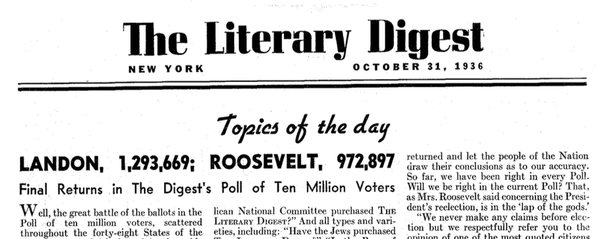 The Literary Digest
NEW YORK OCTOBER 31, 1936
Topics of the day
LANDON, 1,293,669; ROOSEVELT, 972,897
Final Returns in The Digest's Poll of Ten Million Voters
Well, the great battle of the ballots in the
Poll of ten million voters, scattered
throughout the forty-eight States of the
lican National Committee purchased THE
LITERARY DIGEST?" And all types and vari-
eties, including: "Have the Jews purchased
returned and let the people of the Nation
draw their conclusions as to our accuracy.
So far, we have been right in every Poll.
Will we be right in the current Poll? That,
as Mrs. Roosevelt said concerning the Presi-
dent's reelection, is in the 'lap of the gods.'
"We never make any claims before elec-
tion but we respectfully refer you to the
opinion of one of the most quoted citizens